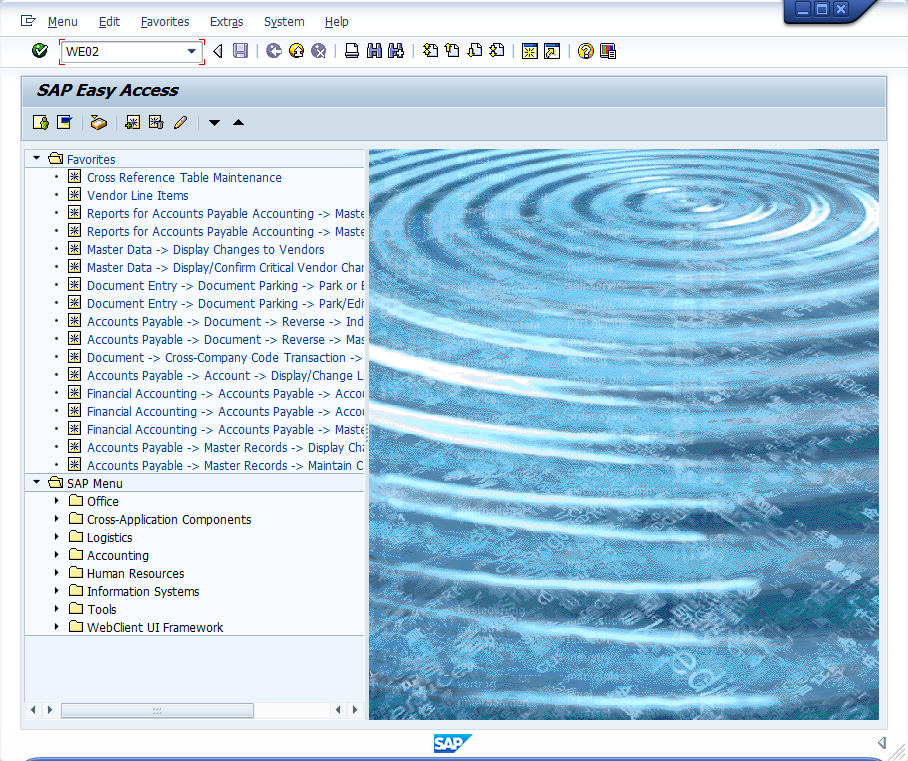 Menu Edit Favorites Extras System Help
WE02
SAP Easy Access
Favorites
Cross Reference Table Maintenance
Vendor Line Items
Reports for Accounts Payable Accounting -> Maste
Reports for Accounts Payable Accounting -> Maste
Master Data -> Display Changes to Vendors
Master Data -> Display/Confirm Critical Vendor Char
Document Entry -> Document Parking -> Park or E
Document Entry -> Document Parking -> Park/Edi
Accounts Payable -> Document -> Reverse -> Ind
Accounts Payable -> Document -> Reverse -> Mas
Document -> Cross-Company Code Transaction ->
Accounts Payable -> Account -> Display/Change L
Financial Accounting -> Accounts Payable -> Acco
Financial Accounting -> Accounts Payable -> Acco
Financial Accounting -> Accounts Payable -> Maste
Accounts Payable -> Master Records -> Display Cha
Accounts Payable -> Master Records -> Maintain C
SAP Menu
Office
Cross-Application Components
Logistics
Accounting
Human Resources
Information Systems
Tools
WebClient UI Framework
SAP